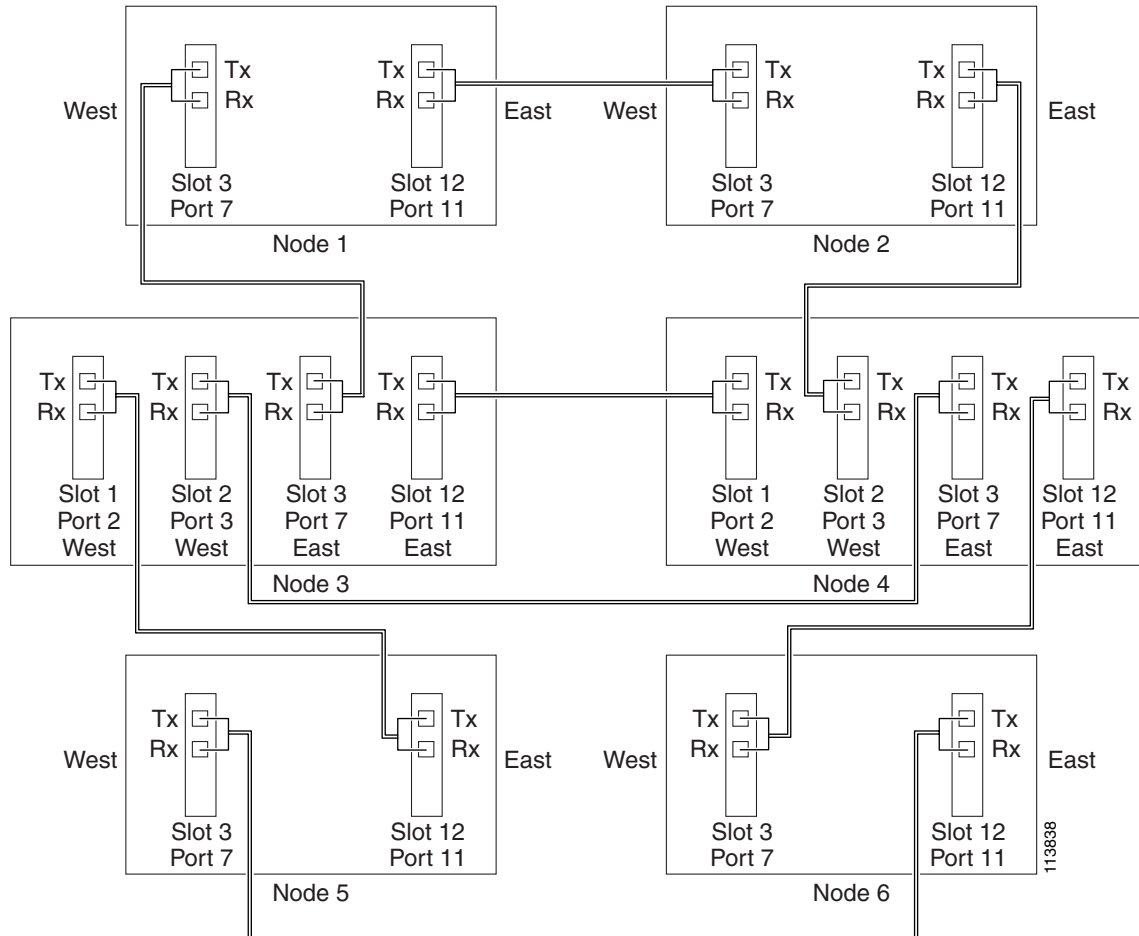 Tx Tx Tx Tx
Rx Rx Rx Rx
West East West East
Slot 3 Slot 12 Slot 3 Slot 12
Port 7 Port 11 Port 7 Port 11
Node 1 Node 2
Tx Tx Tx Tx Tx Tx Tx Tx
Rx Rx Rx Rx Rx Rx Rx Rx
Slot 1 Slot 2 Slot 3 Slot 12 Slot 1 Slot 2 Slot 3 Slot 12
Port 2 Port 3 Port 7 Port 11 Port 2 Port 3 Port 7 Port 11
West West East East West West East East
Node 3 Node 4
Tx Tx Tx Tx
Rx Rx Rx Rx
West East West East
Slot 3 Slot 12 Slot 3 Slot 12
Port 7 Port 11 Port 7 Port 11
113838
Node 5 Node 6